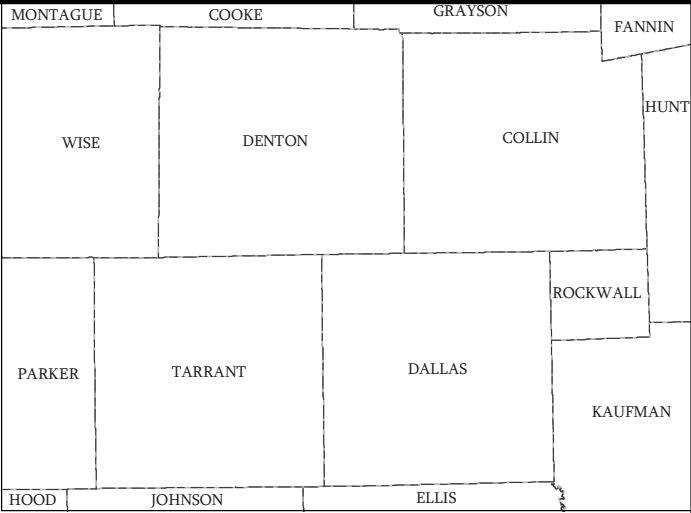 MONTAGUE
COOKE
GRAYSON
FANNIN
HUNT
WISE
DENTON
COLLIN
ROCKWALL
PARKER
TARRANT
DALLAS
KAUFMAN
HOOD
JOHNSON
ELLIS